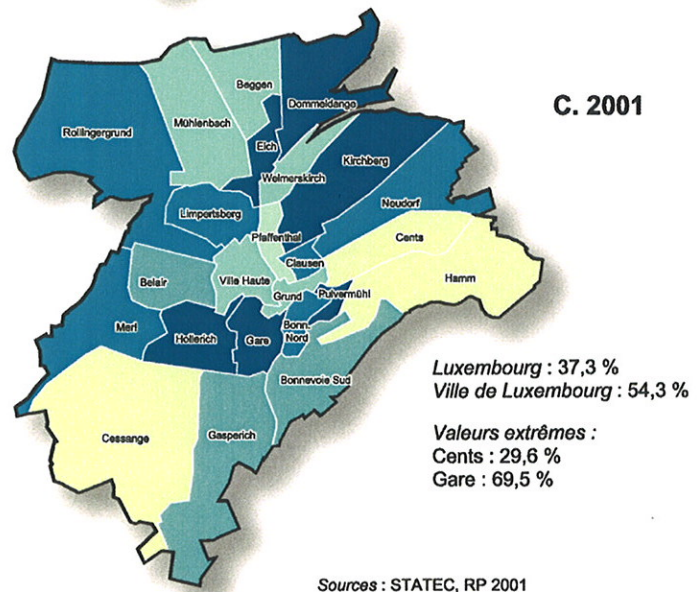 C. 2001
Beggen
Dommeldange
Rollingergrund
Mühlenbach
Eich
Kirchberg
Weimerskirch
Neudorf
Limpertsberg
Pfaffenthal
Cents
Clausen
Belair
Ville Haute
Hamm
Grund
Pulvermühl
Merl
Hollerich
Gare
Bonn.
Nord
Bonnevoie Sud
Cessange
Gasperich
Luxembourg : 37,3 %
Ville de Luxembourg : 54,3 %
Valeurs extrêmes :
Cents : 29,6 %
Gare : 69,5 %
Sources : STATEC, RP 2001